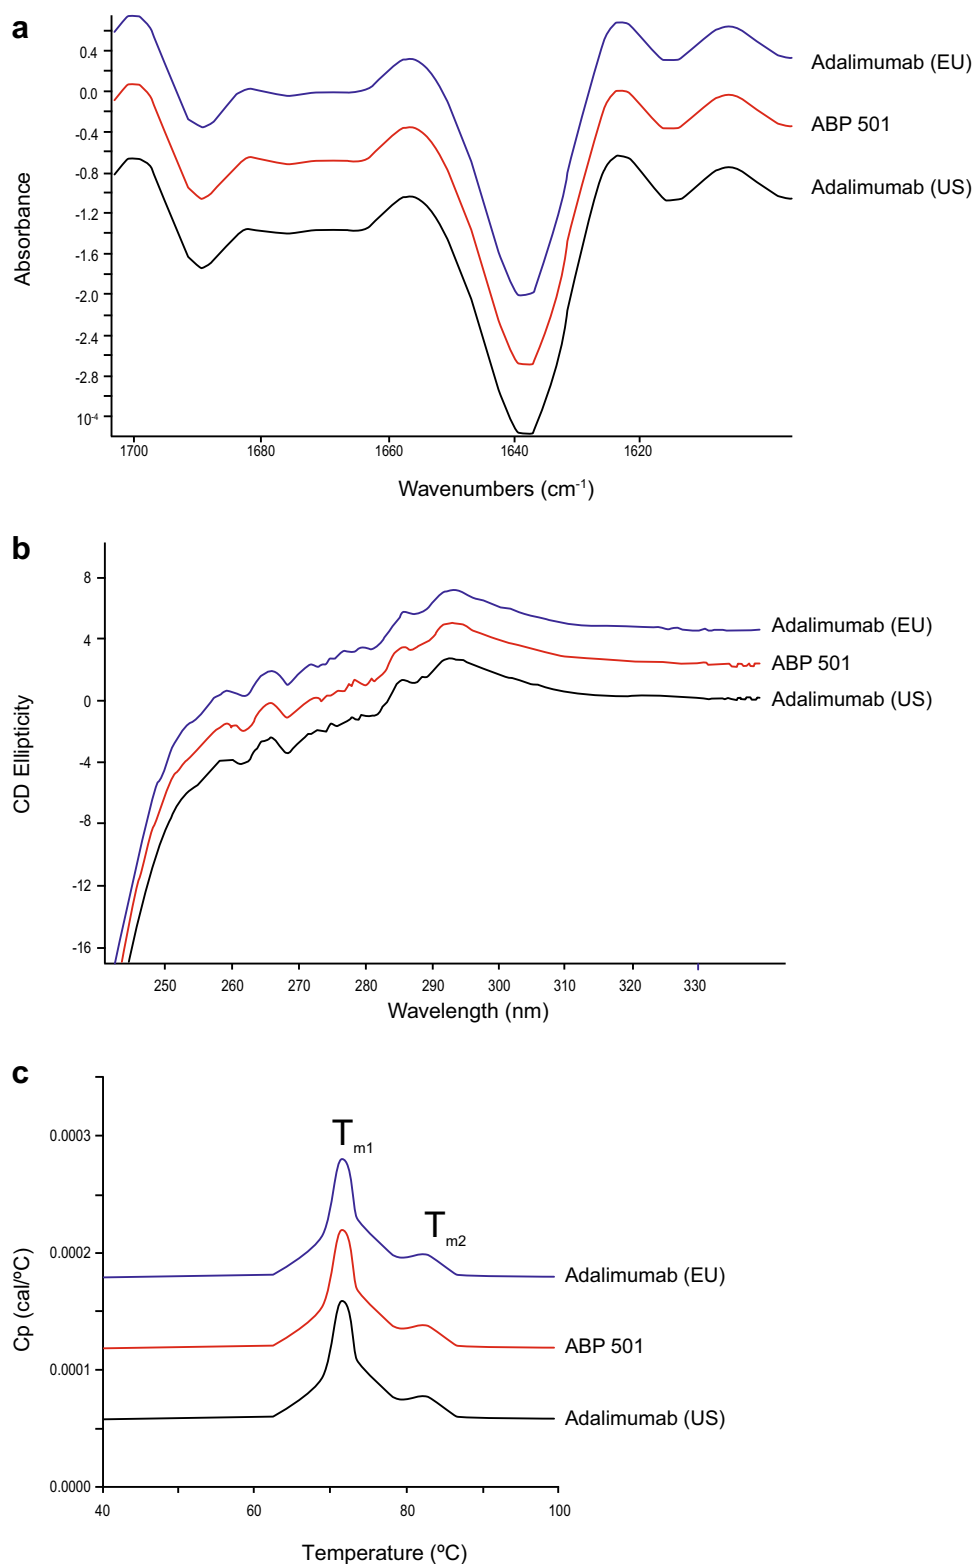 a
0.4
0.0
-0.4
-0.8
-1.2
-1.6
-2.0
-2.4
-2.8
10-4
Absorbance
1700 1680 1660 1640 1620
Wavenumbers (cm-1)
Adalimumab (EU)
ABP 501
Adalimumab (US)
b
8
4
0
-4
-8
-12
-16
CD Ellipticity
250 260 270 280 290 300 310 320 330
Wavelength (nm)
Adalimumab (EU)
ABP 501
Adalimumab (US)
c
0.0003
0.0002
0.0001
0.0000
Cp (cal/ºC)
Tm1
Tm2
40 60 80 100
Temperature (ºC)
Adalimumab (EU)
ABP 501
Adalimumab (US)